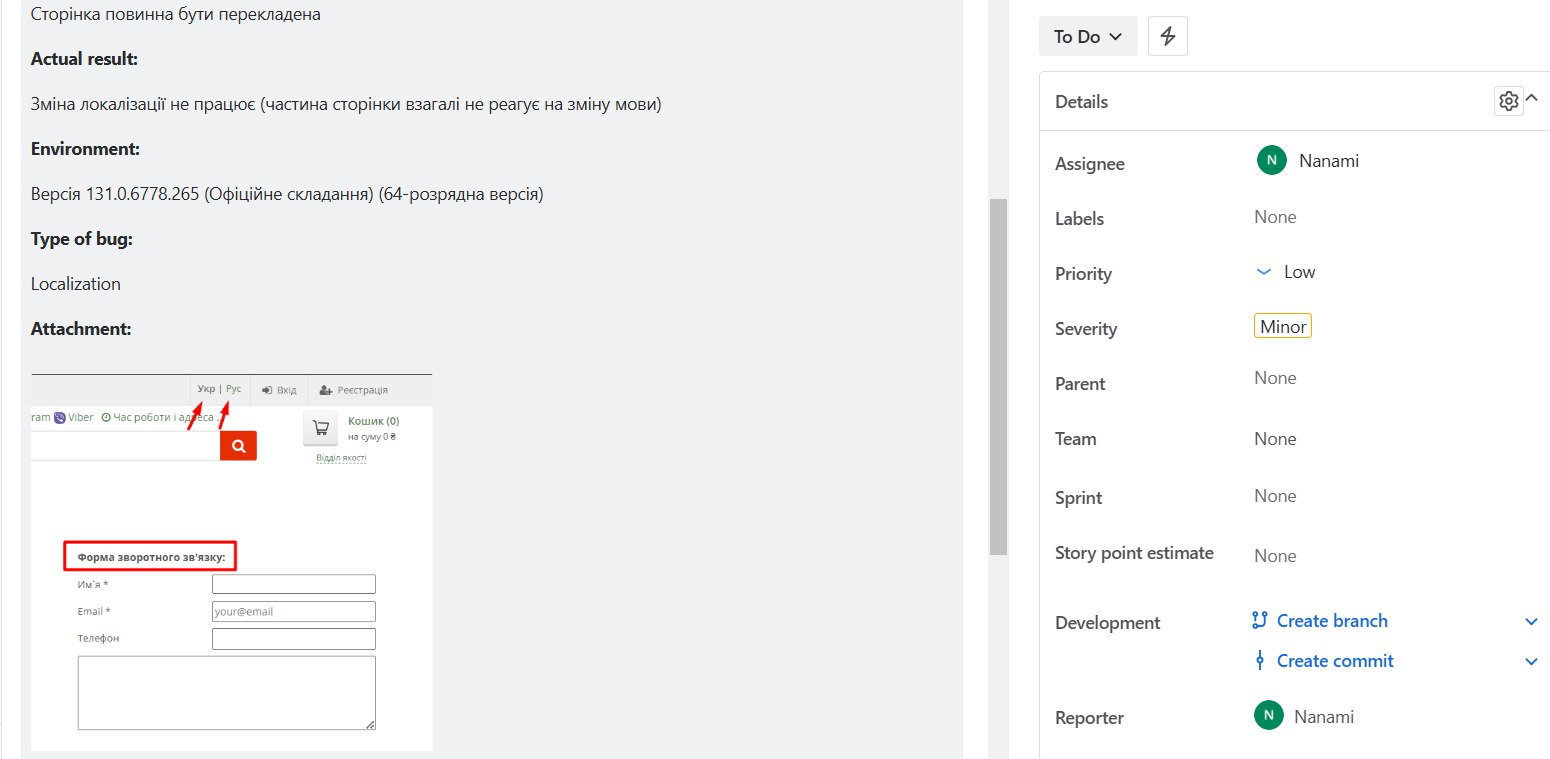 Сторінка повинна бути перекладена
Actual result:
Зміна локалізації не працює (частина сторінки взагалі не реагує на зміну мови)
Environment:
Версія 131.0.6778.265 (Офіційне складання) (64-розрядна версія)
Type of bug:
Localization
Attachment:
Укр | Рус Вхід Реєстрація
ram Viber Час роботи і адреса
Кошик (0)
на суму 0 ₴
Відділ якості
Форма зворотного зв'язку:
Им`я *
Email * your@email
Телефон
To Do
Details
Assignee N Nanami
Labels None
Priority Low
Severity Minor
Parent None
Team None
Sprint None
Story point estimate None
Development Create branch
Create commit
Reporter N Nanami